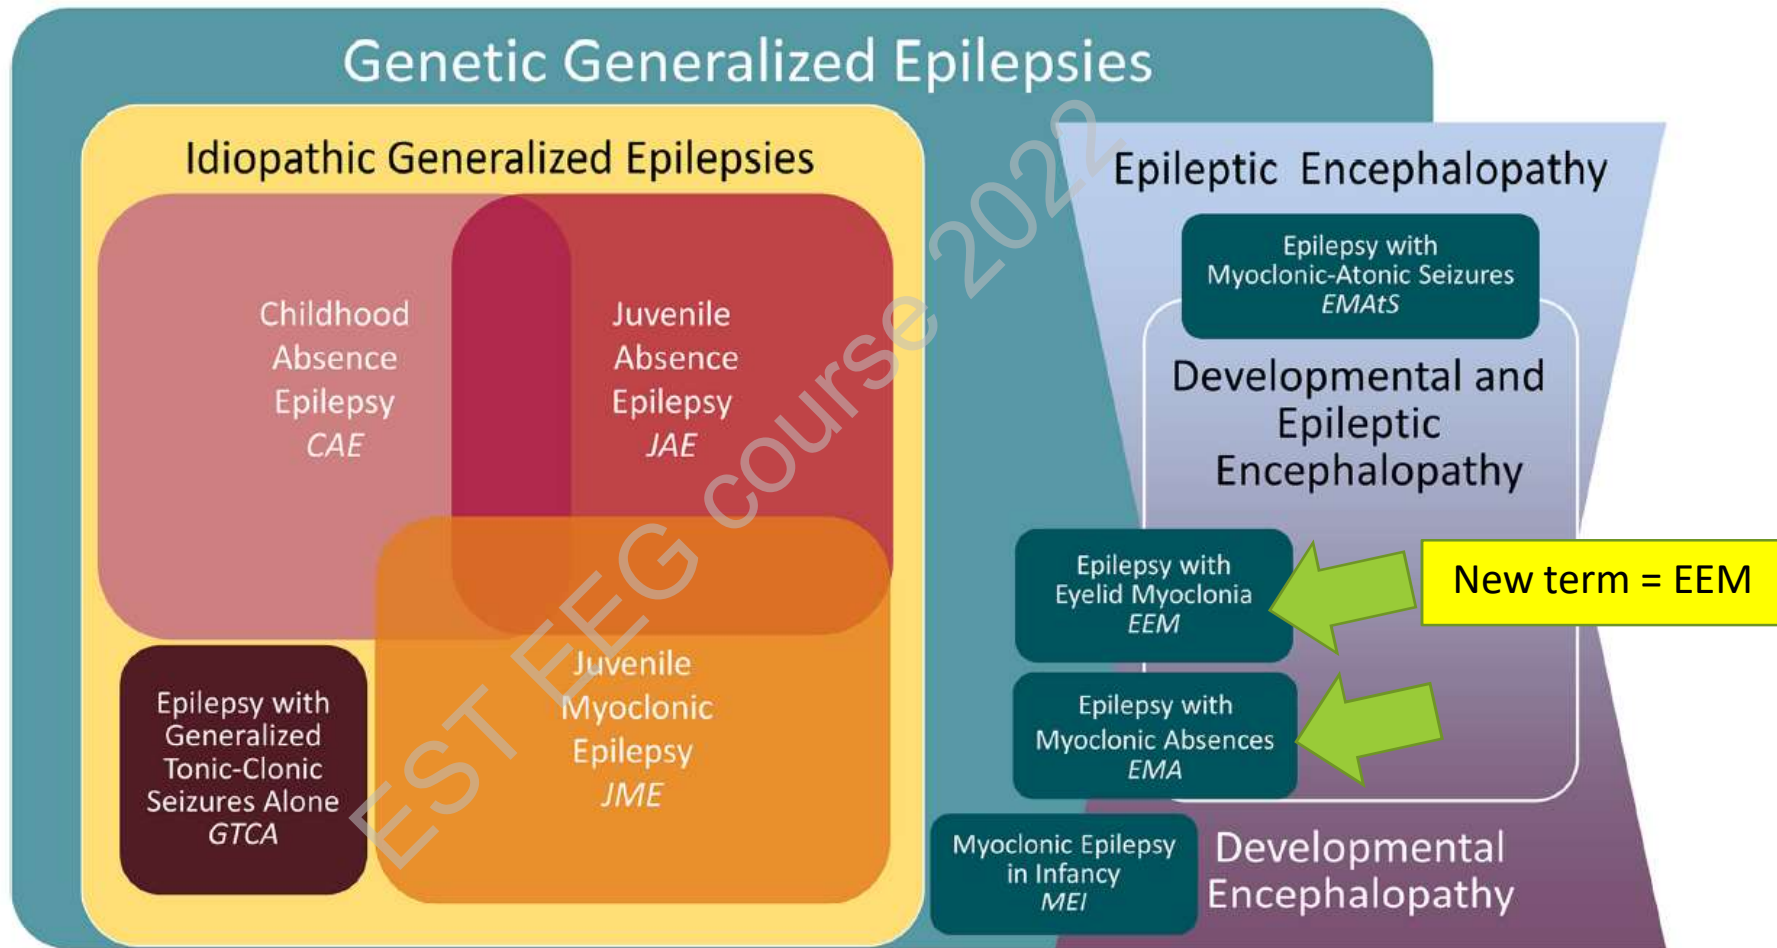 Genetic Generalized Epilepsies
Idiopathic Generalized Epilepsies
Childhood
Absence
Epilepsy
CAE
Juvenile
Absence
Epilepsy
JAE
Epilepsy with
Generalized
Tonic-Clonic
Seizures Alone
GTCA
Juvenile
Myoclonic
Epilepsy
JME
Epileptic Encephalopathy
Epilepsy with
Myoclonic-Atonic Seizures
EMAtS
Developmental and
Epileptic
Encephalopathy
Epilepsy with
Eyelid Myoclonia
EEM
New term = EEM
Epilepsy with
Myoclonic Absences
EMA
Myoclonic Epilepsy
in Infancy
MEI
Developmental
Encephalopathy
EST EEG course 2022